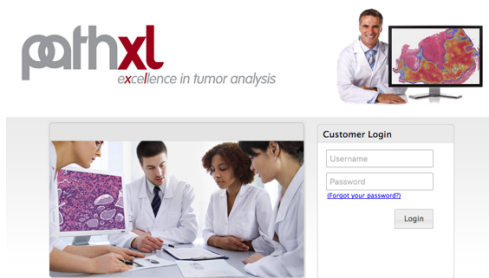 pathxl
excellence in tumor analysis
Customer Login
Username
Password
(Forgot your password?)
Login